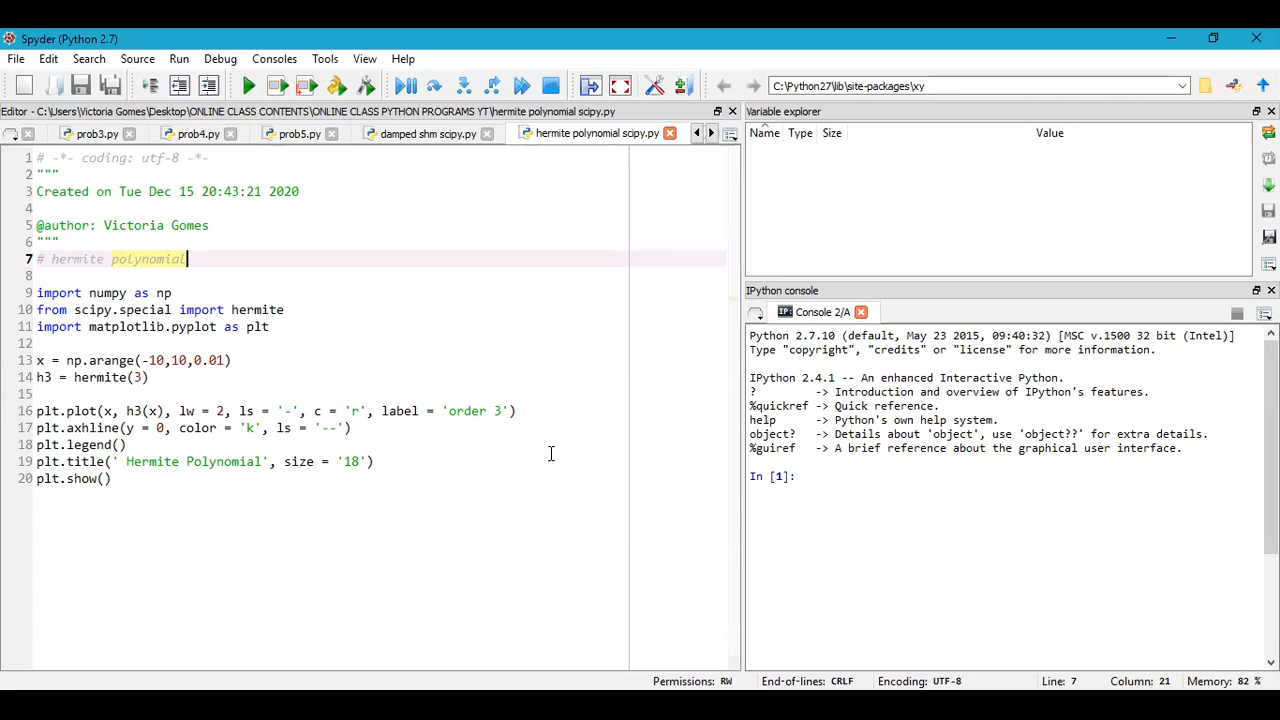 Spyder (Python 2.7)
File Edit Search Source Run Debug Consoles Tools View Help
C:\Python27\lib\site-packages\xy
Editor - C:\Users\Victoria Gomes\Desktop\ONLINE CLASS CONTENTS\ONLINE CLASS PYTHON PROGRAMS YT\hermite polynomial scipy.py
prob3.py prob4.py prob5.py damped shm scipy.py hermite polynomial scipy.py
1 # -*- coding: utf-8 -*-
2 """
3 Created on Tue Dec 15 20:43:21 2020
4
5 @author: Victoria Gomes
6 """
7 # hermite polynomial
8
9 import numpy as np
10 from scipy.special import hermite
11 import matplotlib.pyplot as plt
12
13 x = np.arange(-10,10,0.01)
14 h3 = hermite(3)
15
16 plt.plot(x, h3(x), lw = 2, ls = '-', c = 'r', label = 'order 3')
17 plt.axhline(y = 0, color = 'k', ls = '--')
18 plt.legend()
19 plt.title(' Hermite Polynomial', size = '18')
20 plt.show()
Variable explorer
Name Type Size Value
IPython console
IP: Console 2/A
Python 2.7.10 (default, May 23 2015, 09:40:32) [MSC v.1500 32 bit (Intel)]
Type "copyright", "credits" or "license" for more information.
IPython 2.4.1 -- An enhanced Interactive Python.
? -> Introduction and overview of IPython's features.
%quickref -> Quick reference.
help -> Python's own help system.
object? -> Details about 'object', use 'object??' for extra details.
%guiref -> A brief reference about the graphical user interface.
In [1]:
Permissions: RW End-of-lines: CRLF Encoding: UTF-8 Line: 7 Column: 21 Memory: 82 %